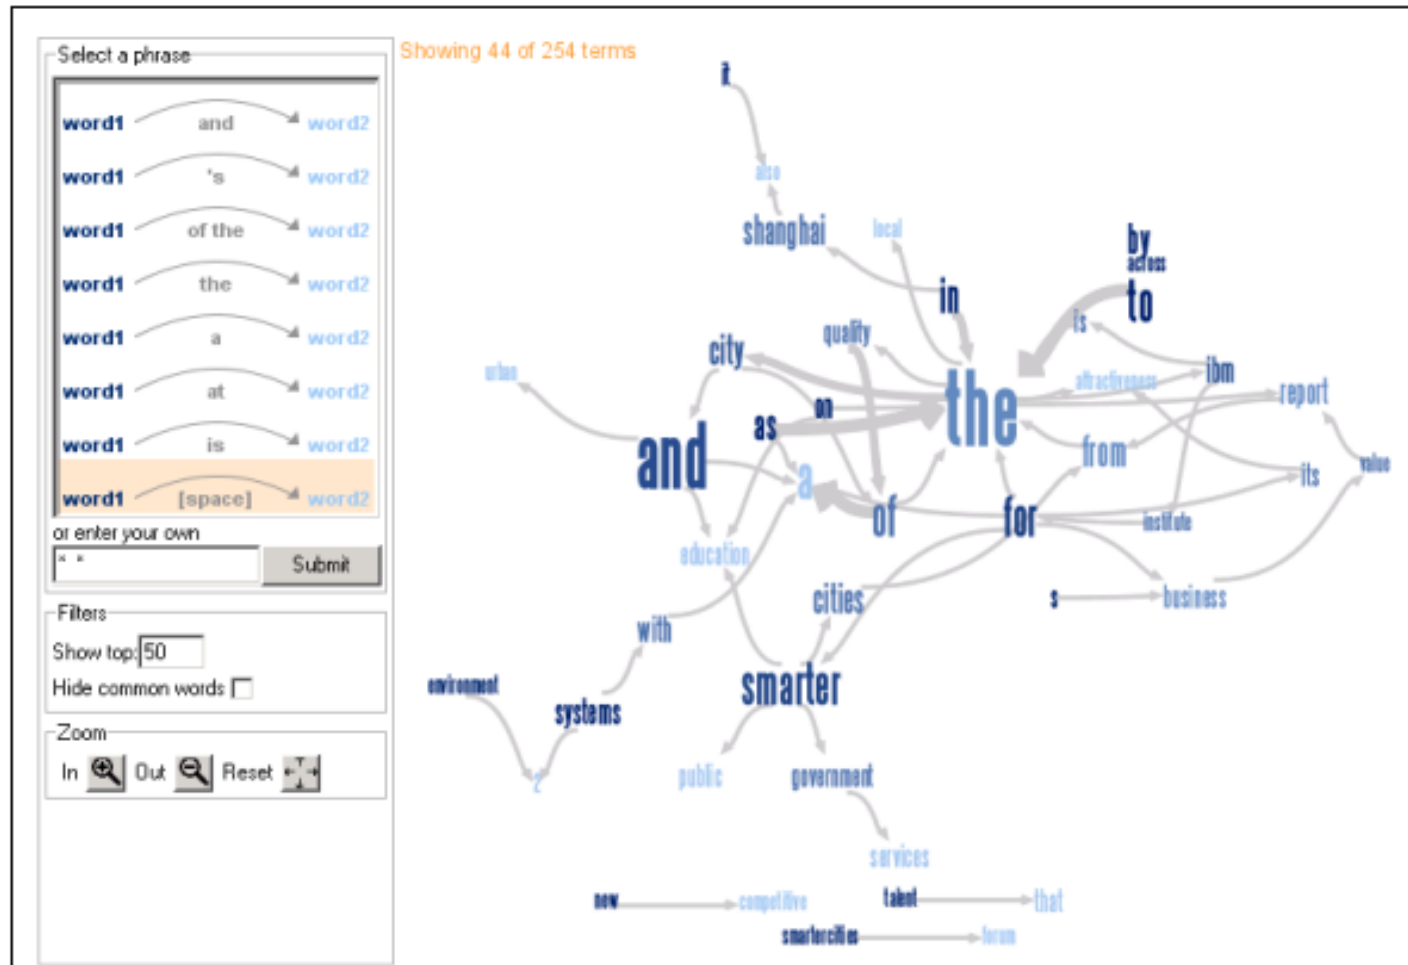 Select a phrase
word1 and word2
word1 's word2
word1 of the word2
word1 the word2
word1 a word2
word1 at word2
word1 is word2
word1 [space] word2
or enter your own
* *
Submit
Filters
Show top: 50
Hide common words
Zoom
In Out Reset
Showing 44 of 254 terms
it
also
shanghai
local
by
across
in
to
is
quality
city
urban
attractiveness
ibm
report
the
on
as
and
from
value
a
its
of
for
institute
education
cities
s
business
with
environment
smarter
systems
2
public
government
services
new
competitive
talent
that
smartercities
forum